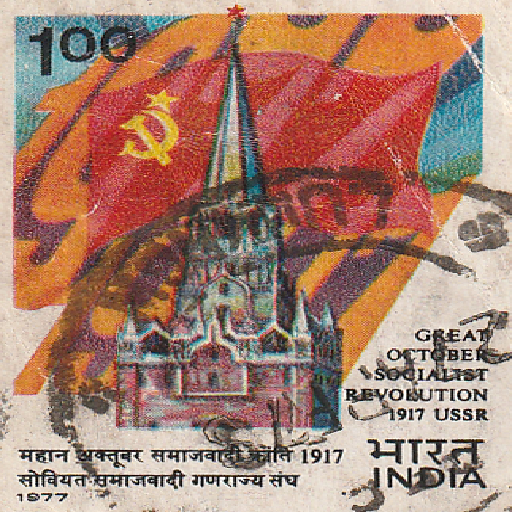 100
GREAT
OCTOBER
SOCIALIST
REVOLUTION
1917 USSR
महान अक्तूबर समाजवादी क्रांति 1917
सोवियत समाजवादी गणराज्य संघ
1977
भारत
INDIA